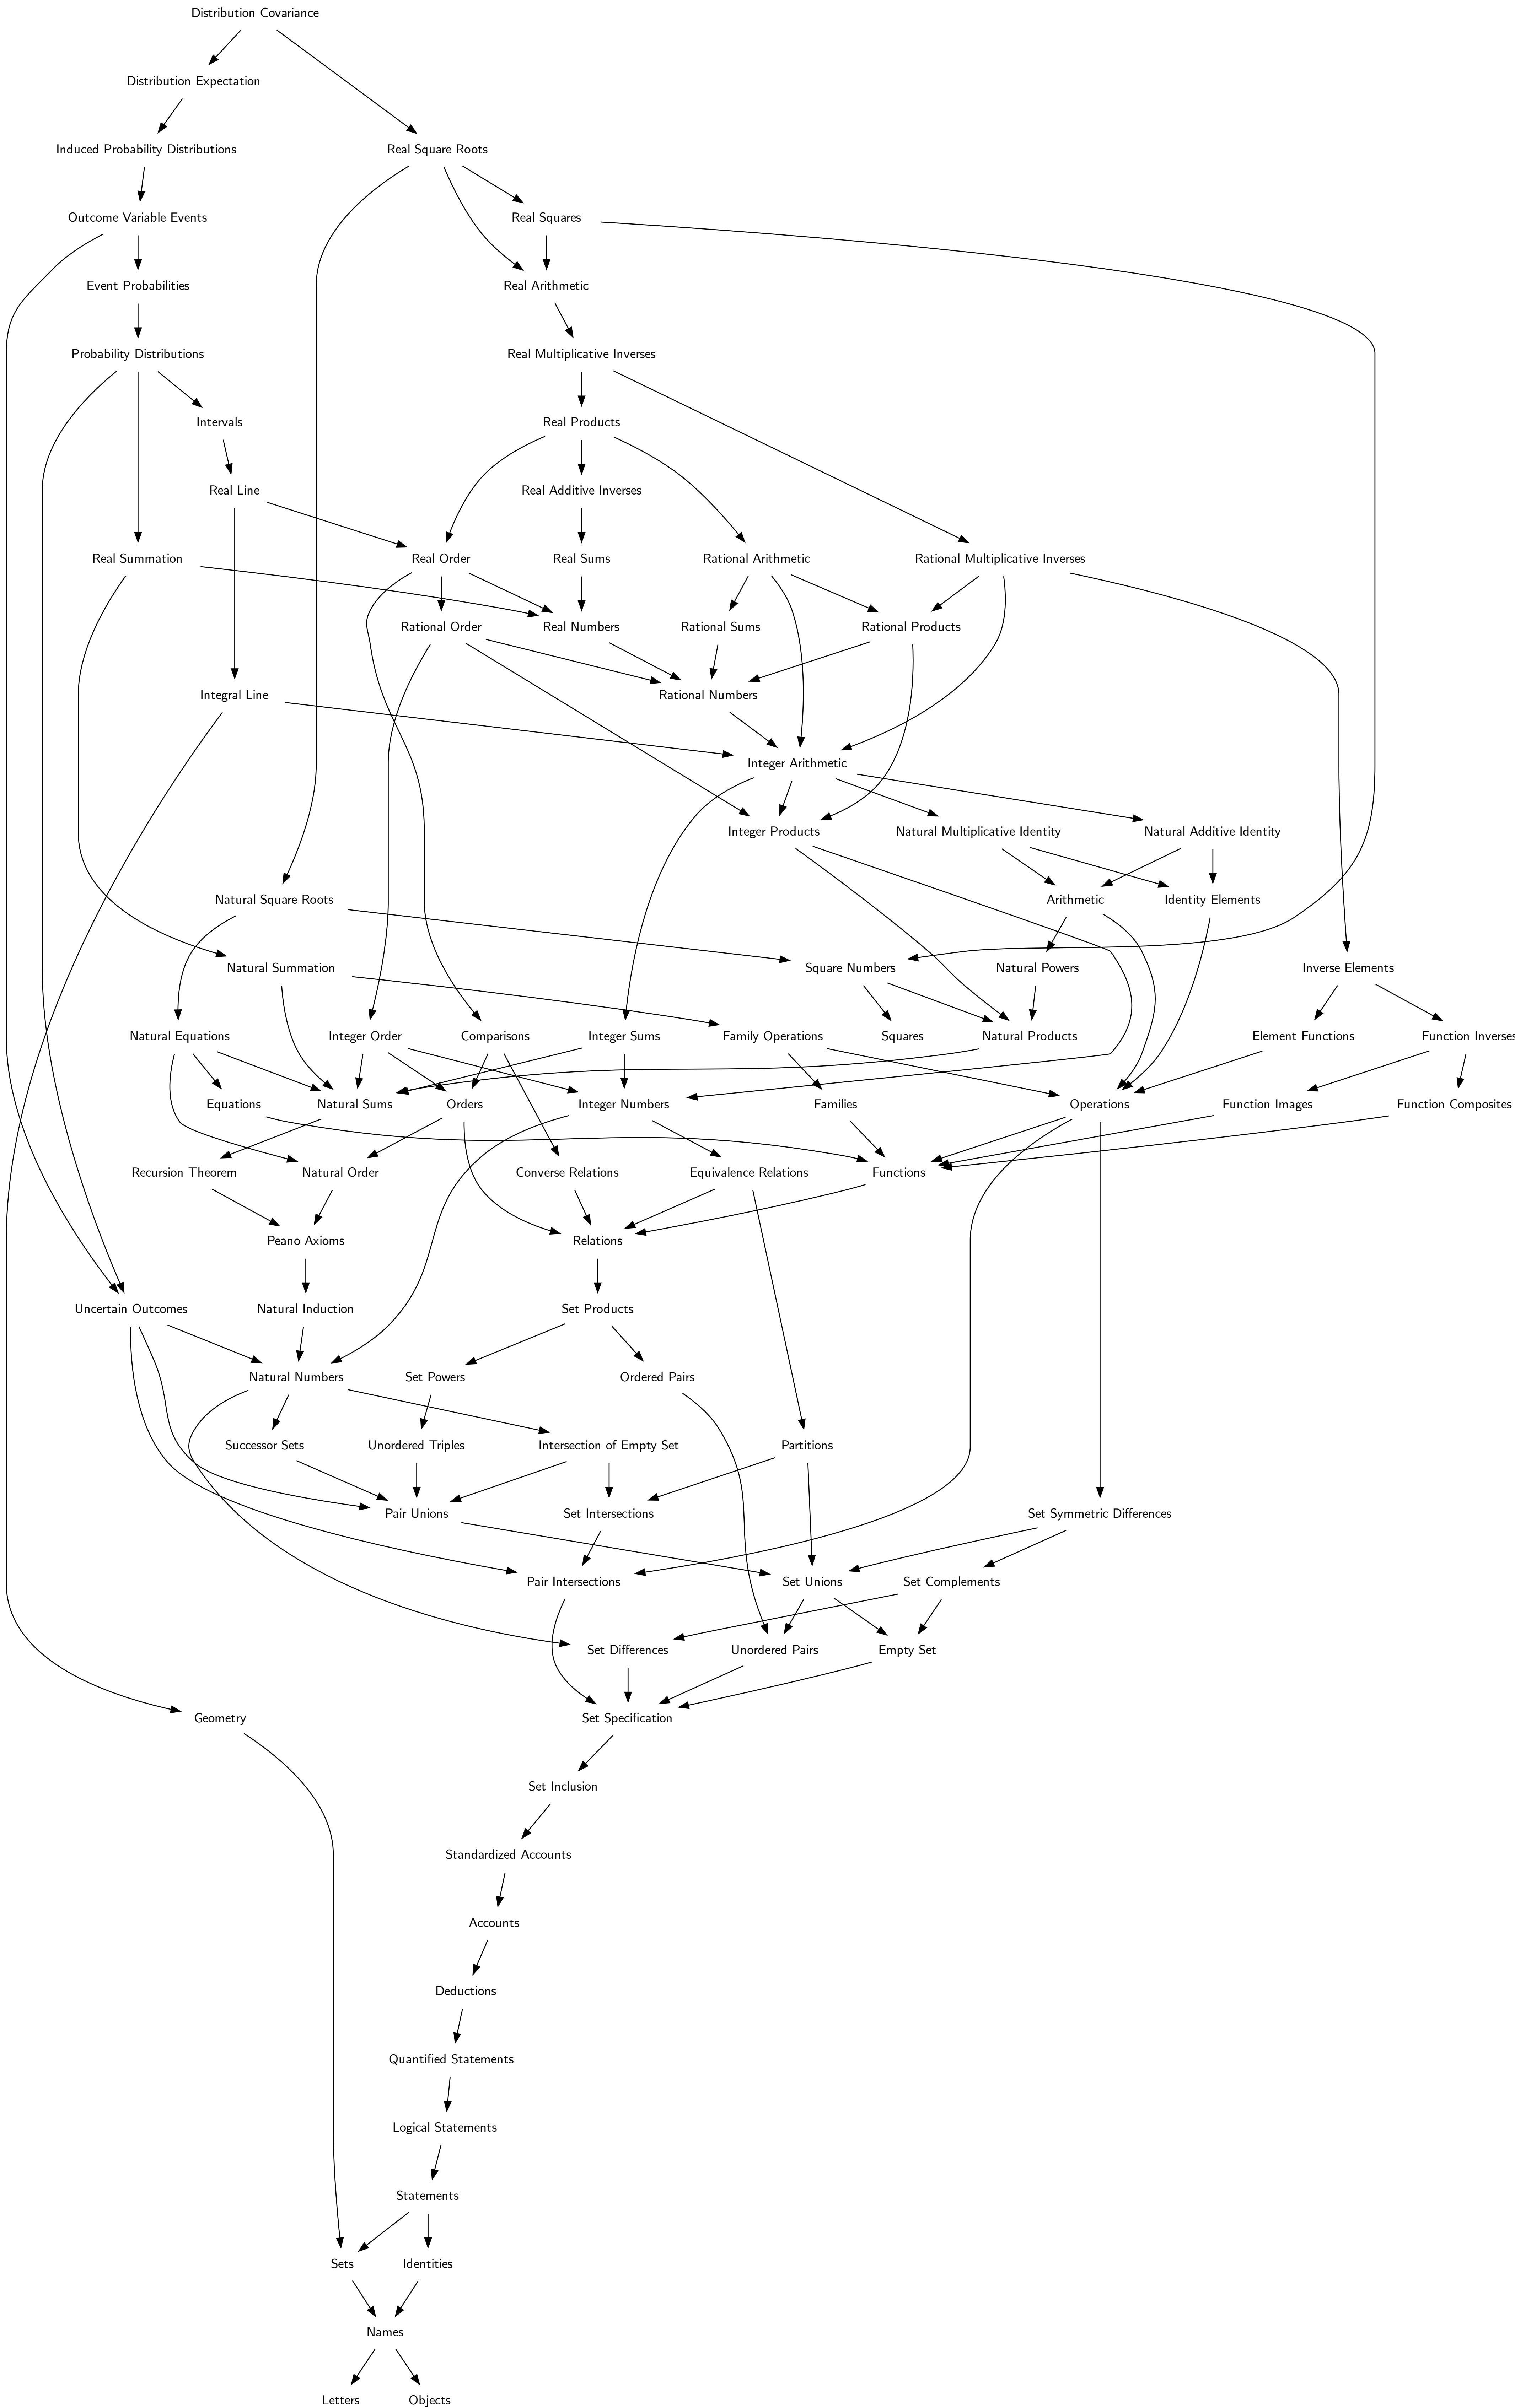 Distribution Covariance
Distribution Expectation
Induced Probability Distributions
Real Square Roots
Outcome Variable Events
Real Squares
Event Probabilities
Real Arithmetic
Probability Distributions
Real Multiplicative Inverses
Intervals
Real Products
Real Line
Real Additive Inverses
Real Summation
Real Order
Real Sums
Rational Arithmetic
Rational Multiplicative Inverses
Rational Order
Real Numbers
Rational Sums
Rational Products
Integral Line
Rational Numbers
Integer Arithmetic
Integer Products
Natural Multiplicative Identity
Natural Additive Identity
Natural Square Roots
Arithmetic
Identity Elements
Natural Summation
Square Numbers
Natural Powers
Inverse Elements
Natural Equations
Integer Order
Comparisons
Integer Sums
Family Operations
Squares
Natural Products
Element Functions
Function Inverses
Equations
Natural Sums
Orders
Integer Numbers
Families
Operations
Function Images
Function Composites
Recursion Theorem
Natural Order
Converse Relations
Equivalence Relations
Functions
Peano Axioms
Relations
Uncertain Outcomes
Natural Induction
Set Products
Natural Numbers
Set Powers
Ordered Pairs
Successor Sets
Unordered Triples
Intersection of Empty Set
Partitions
Pair Unions
Set Intersections
Set Symmetric Differences
Pair Intersections
Set Unions
Set Complements
Set Differences
Unordered Pairs
Empty Set
Geometry
Set Specification
Set Inclusion
Standardized Accounts
Accounts
Deductions
Quantified Statements
Logical Statements
Statements
Sets
Identities
Names
Letters
Objects